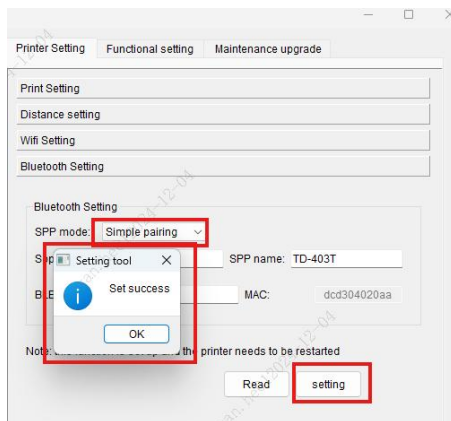 Printer Setting Functional setting Maintenance upgrade
Print Setting
Distance setting
Wifi Setting
Bluetooth Setting
Bluetooth Setting
SPP mode: Simple pairing
Setting tool
SPP name: TD-403T
Set success
MAC: dcd304020aa
OK
Note: the printer needs to be restarted
Read setting